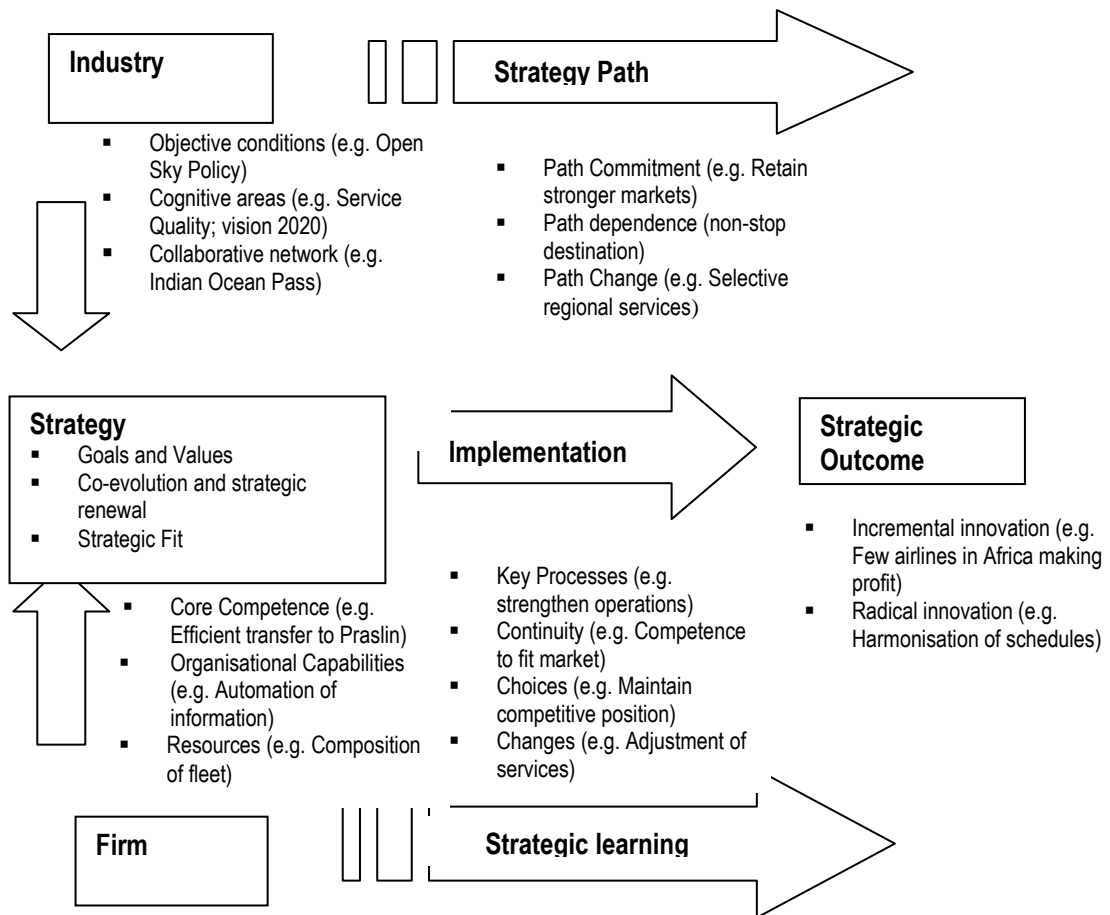 Industry
▪ Objective conditions (e.g. Open
Sky Policy)
▪ Cognitive areas (e.g. Service
Quality; vision 2020)
▪ Collaborative network (e.g.
Indian Ocean Pass)
Strategy Path
▪ Path Commitment (e.g. Retain
stronger markets)
▪ Path dependence (non-stop
destination)
▪ Path Change (e.g. Selective
regional services)
Strategy
▪ Goals and Values
▪ Co-evolution and strategic
renewal
▪ Strategic Fit
Implementation
Strategic
Outcome
▪ Incremental innovation (e.g.
Few airlines in Africa making
profit)
▪ Radical innovation (e.g.
Harmonisation of schedules)
▪ Core Competence (e.g.
Efficient transfer to Praslin)
▪ Organisational Capabilities
(e.g. Automation of
information)
▪ Resources (e.g. Composition
of fleet)
▪ Key Processes (e.g.
strengthen operations)
▪ Continuity (e.g. Competence
to fit market)
▪ Choices (e.g. Maintain
competitive position)
▪ Changes (e.g. Adjustment of
services)
Firm
Strategic learning